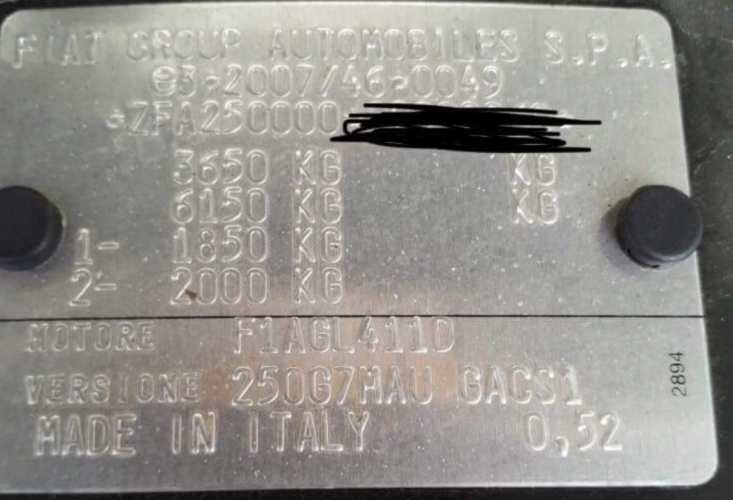 FIAT GROUP AUTOMOBILES S.P.A.
e3*2007/46*0049
*ZFA250000
3650 KG KG
6150 KG KG
1- 1850 KG
2- 2000 KG
MOTORE F1AGL411D
VERSIONE 250G7MAU GACS1
MADE IN ITALY 0,52
2894